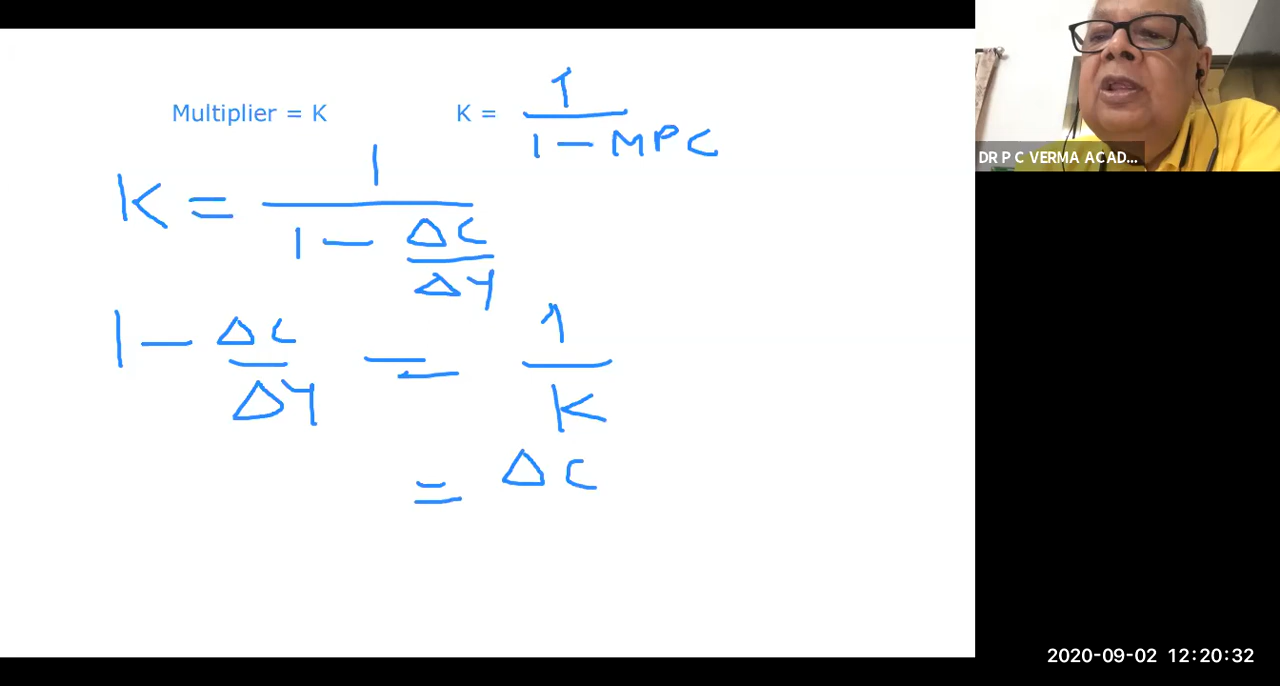 Multiplier = K K = 1
1 - MPC
K = 1
1 - ΔC
ΔY
1 - ΔC = 1
ΔY K
= ΔC
DR P C VERMA ACAD...
2020-09-02 12:20:32